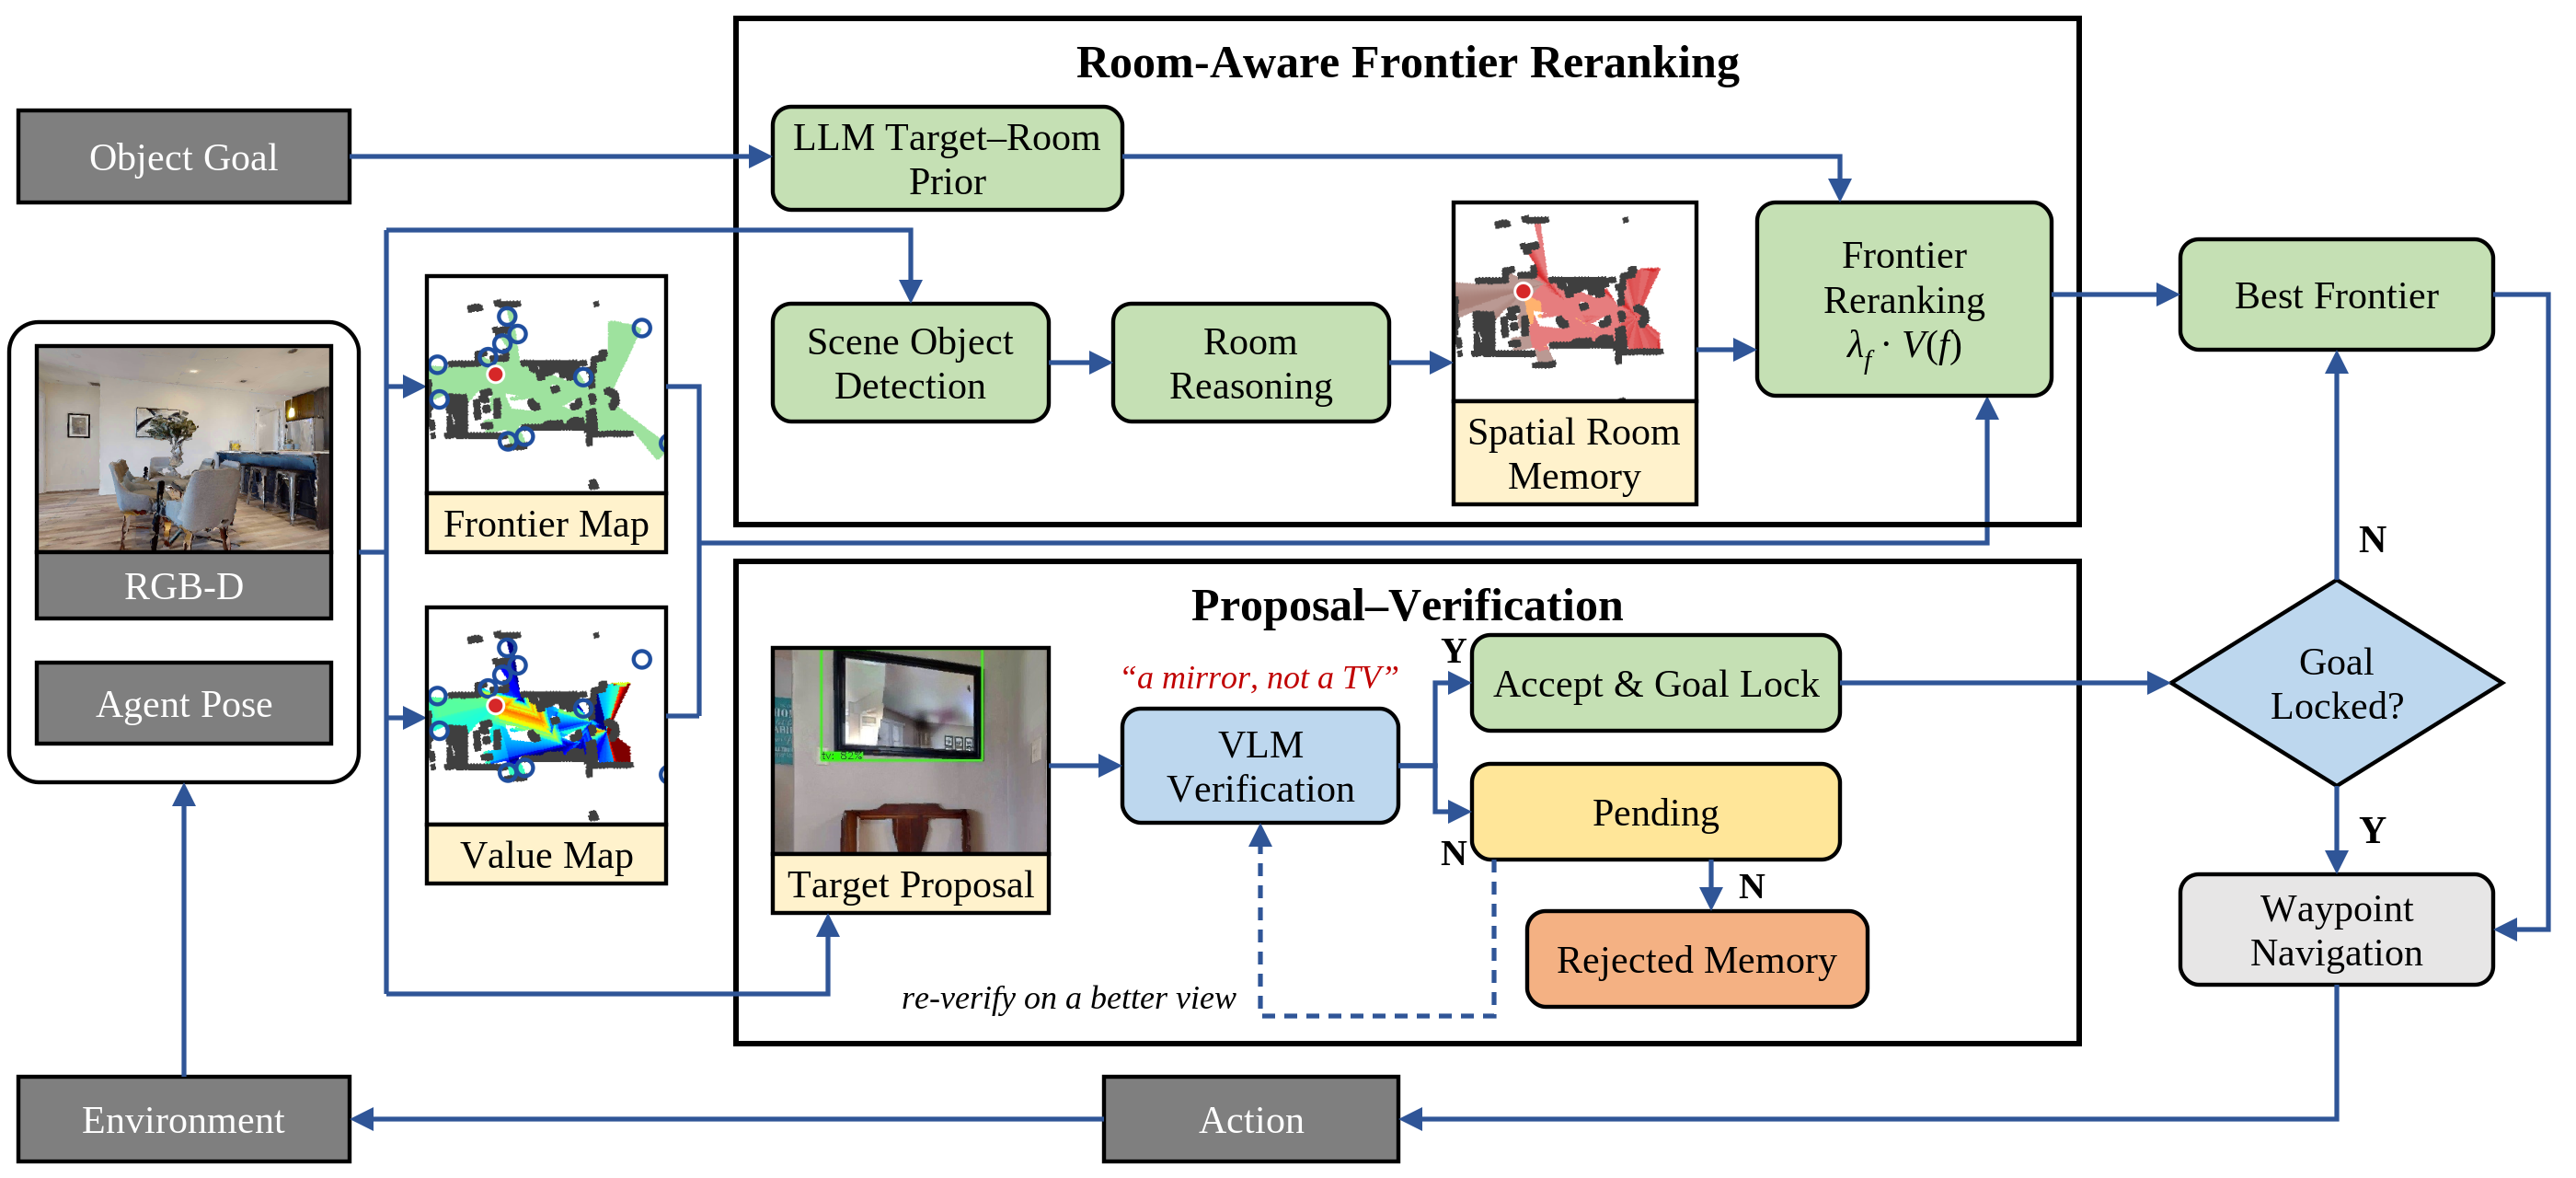 Room-Aware Frontier Reranking
Object Goal
LLM Target–Room
Prior
Scene Object
Detection
Room
Reasoning
Spatial Room
Memory
Frontier
Reranking
λf · V(f)
Best Frontier
Frontier Map
RGB-D
Agent Pose
Value Map
Proposal–Verification
tv: 82%
Target Proposal
“a mirror, not a TV”
VLM
Verification
Y
Accept & Goal Lock
N
Pending
N
Rejected Memory
re-verify on a better view
N
Goal
Locked?
Y
Waypoint
Navigation
Environment
Action